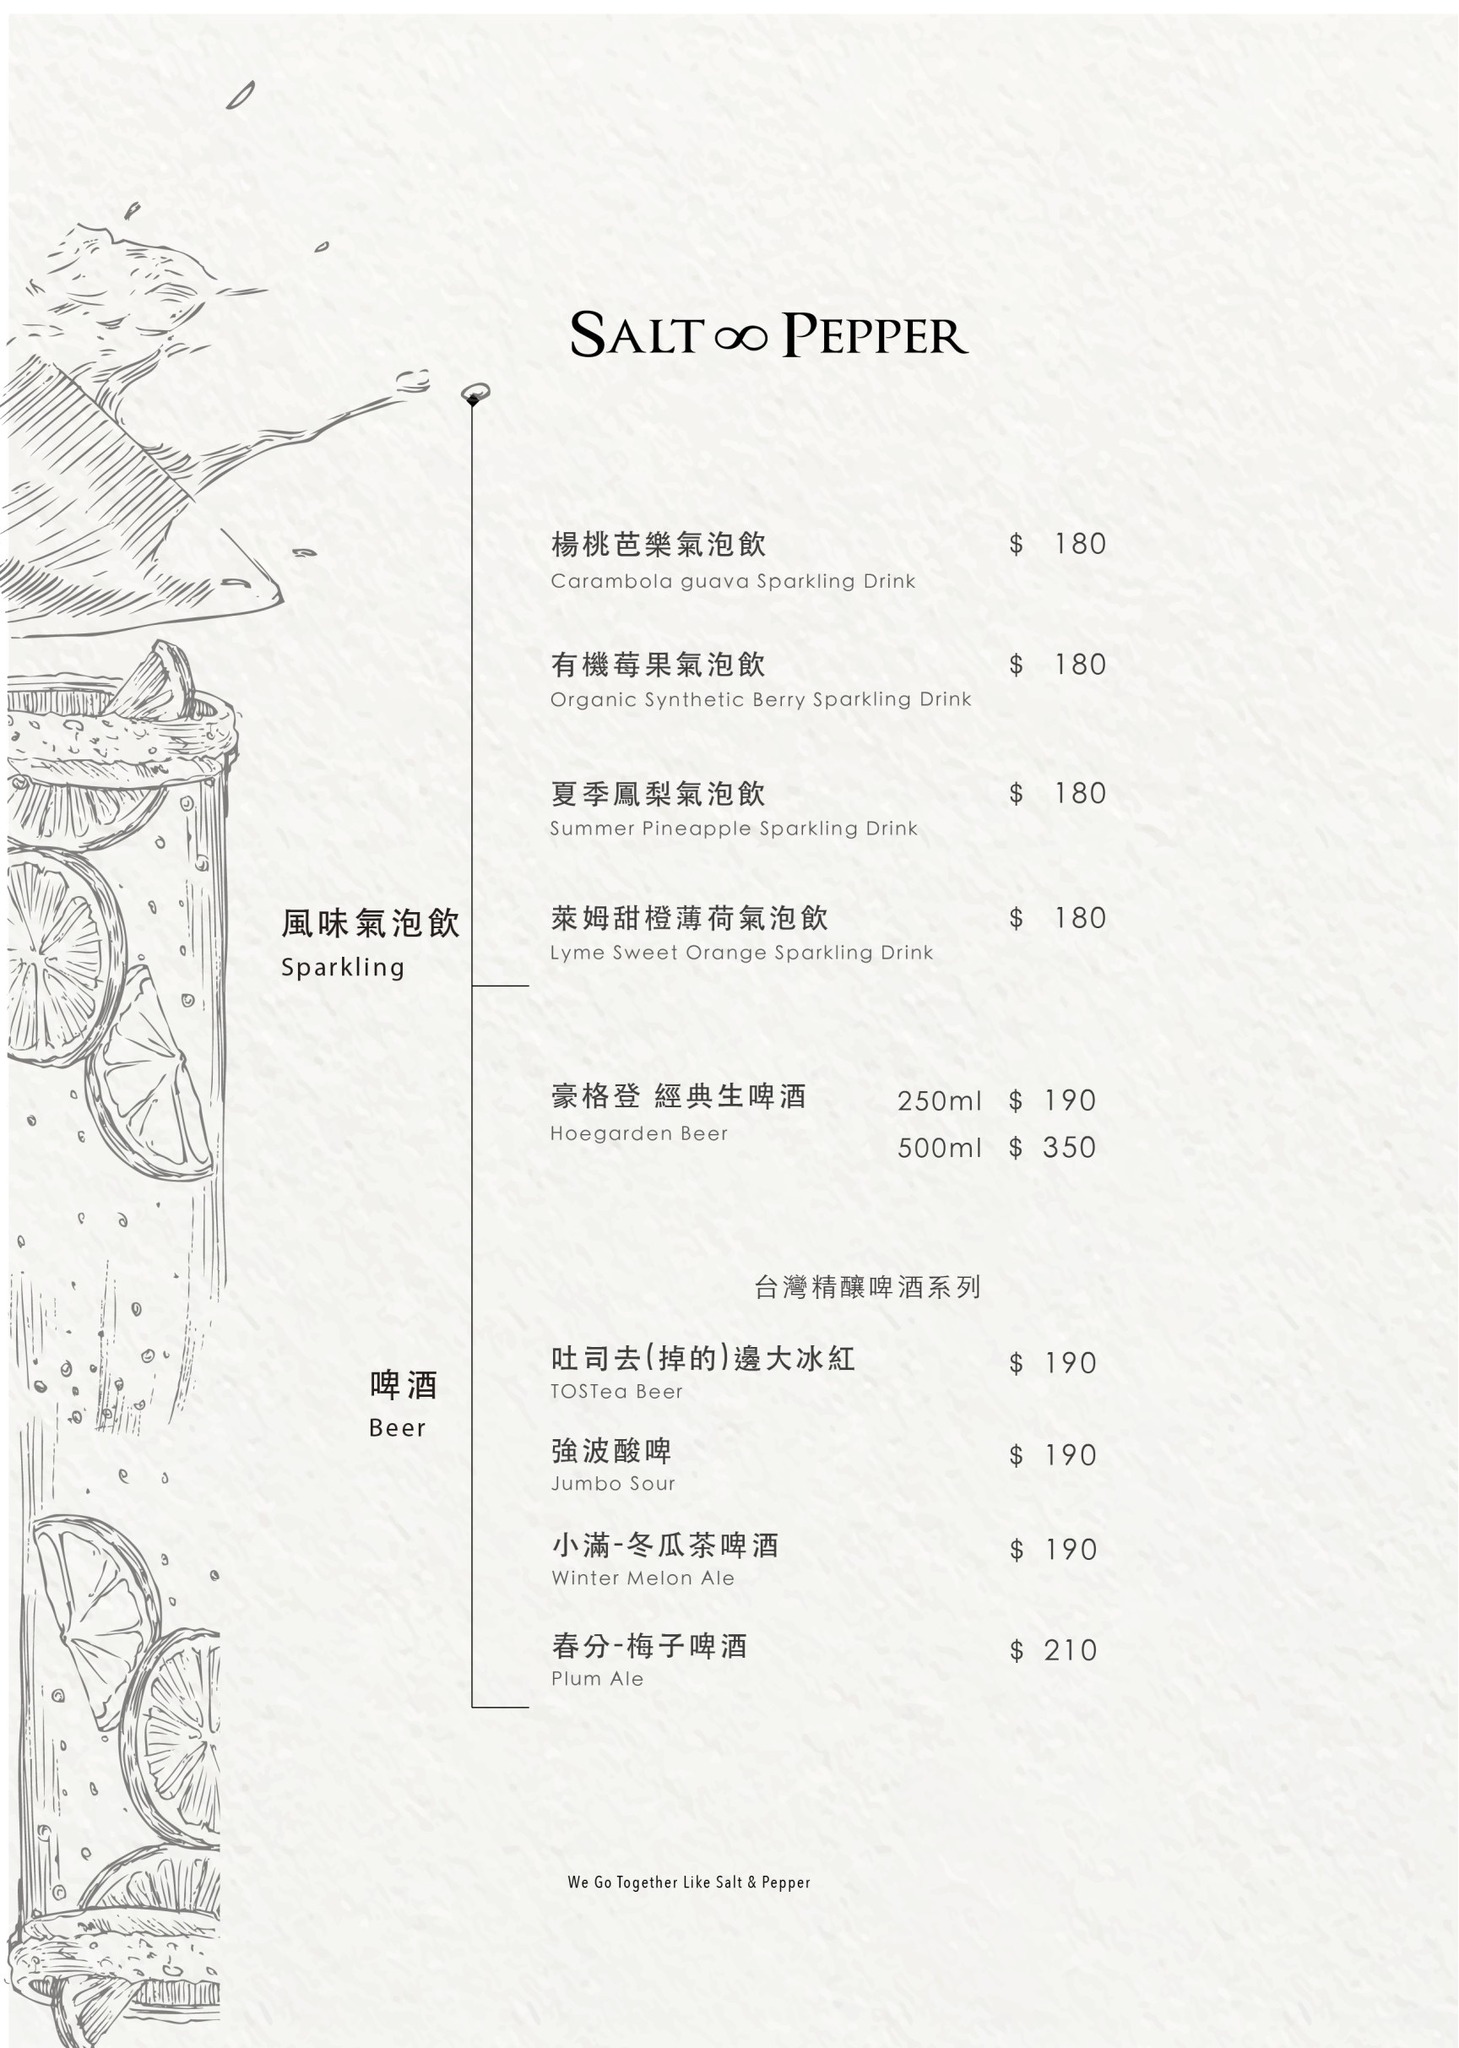 SALT ∞ PEPPER
風味氣泡飲
Sparkling
楊桃芭樂氣泡飲 $ 180
Carambola guava Sparkling Drink
有機莓果氣泡飲 $ 180
Organic Synthetic Berry Sparkling Drink
夏季鳳梨氣泡飲 $ 180
Summer Pineapple Sparkling Drink
萊姆甜橙薄荷氣泡飲 $ 180
Lyme Sweet Orange Sparkling Drink
啤酒
Beer
豪格登 經典生啤酒 250ml $ 190
Hoegarden Beer
500ml $ 350
台灣精釀啤酒系列
吐司去(掉的)邊大冰紅 $ 190
TOSTea Beer
強波酸啤 $ 190
Jumbo Sour
小滿-冬瓜茶啤酒 $ 190
Winter Melon Ale
春分-梅子啤酒 $ 210
Plum Ale
We Go Together Like Salt & Pepper